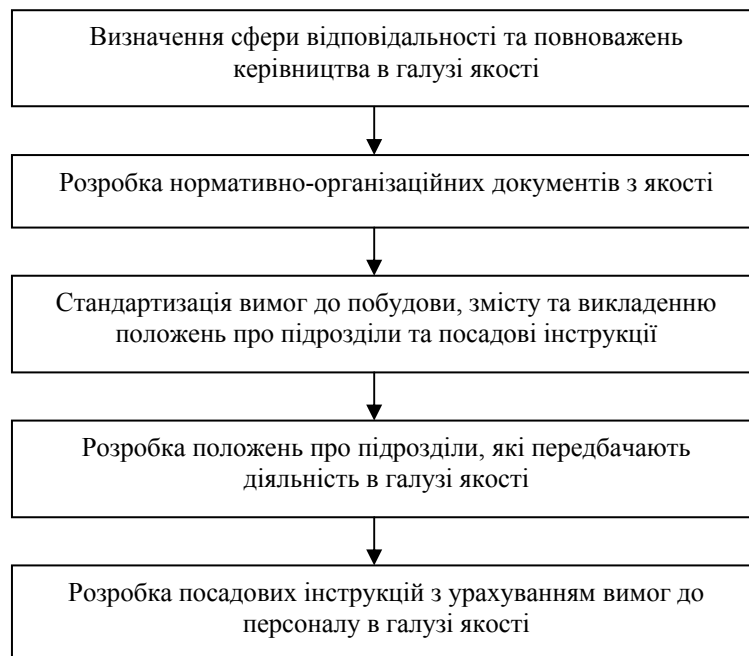 Визначення сфери відповідальності та повноважень
керівництва в галузі якості
Розробка нормативно-організаційних документів з якості
Стандартизація вимог до побудови, змісту та викладенню
положень про підрозділи та посадові інструкції
Розробка положень про підрозділи, які передбачають
діяльність в галузі якості
Розробка посадових інструкцій з урахуванням вимог до
персоналу в галузі якості